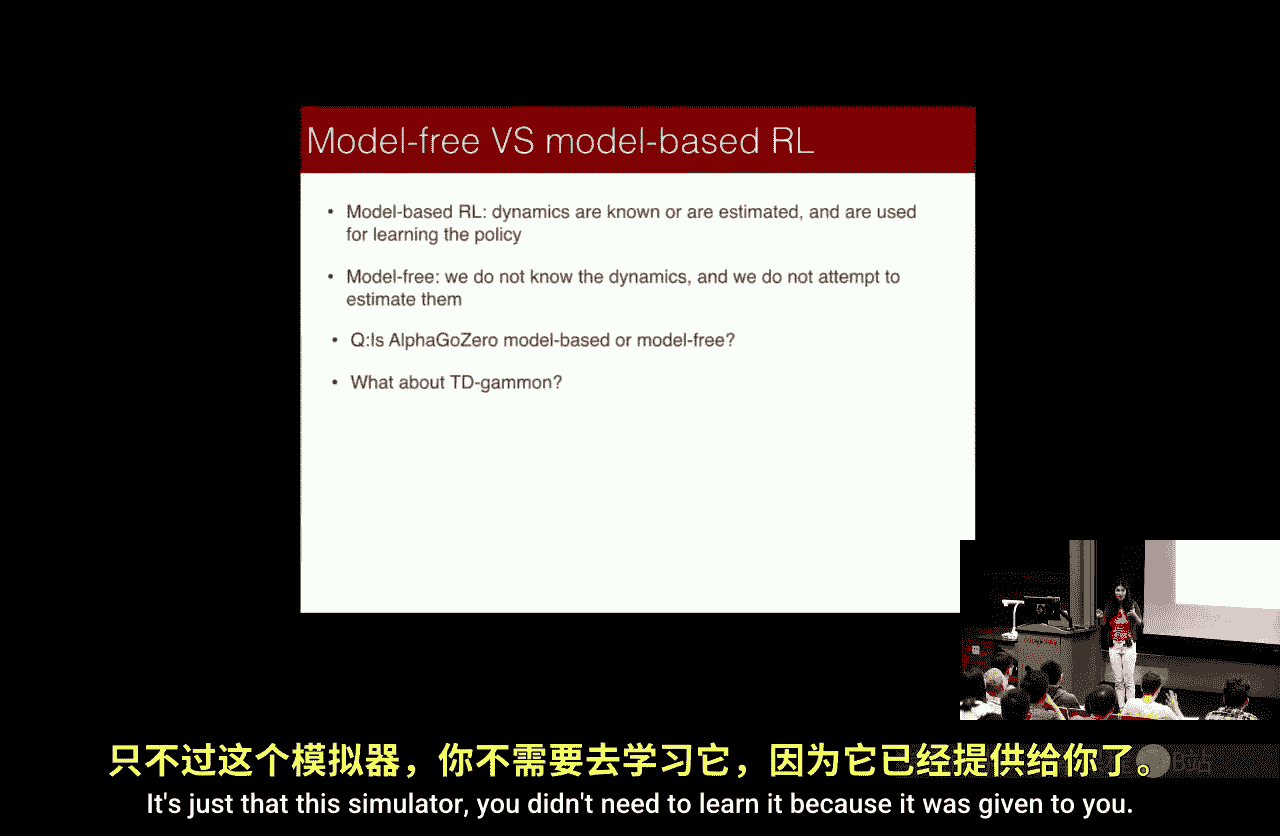 Model-free VS model-based RL
• Model-based RL: dynamics are known or are estimated, and are used
for learning the policy
• Model-free: we do not know the dynamics, and we do not attempt to
estimate them
• Q:Is AlphaGoZero model-based or model-free?
• What about TD-gammon?
只不过这个模拟器，你不需要去学习它，因为它已经提供给你了。
B站
It's just that this simulator, you didn't need to learn it because it was given to you.